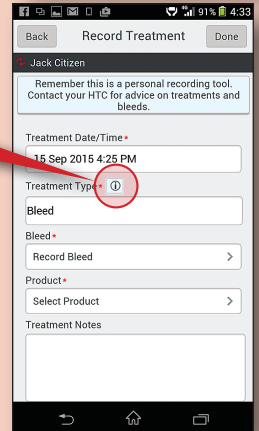 91% 4:33
Back Record Treatment Done
Jack Citizen
Remember this is a personal recording tool.
Contact your HTC for advice on treatments and
bleeds.
Treatment Date/Time*
15 Sep 2015 4:25 PM
Treatment Type* ⓘ
Bleed
Bleed*
Record Bleed >
Product*
Select Product >
Treatment Notes